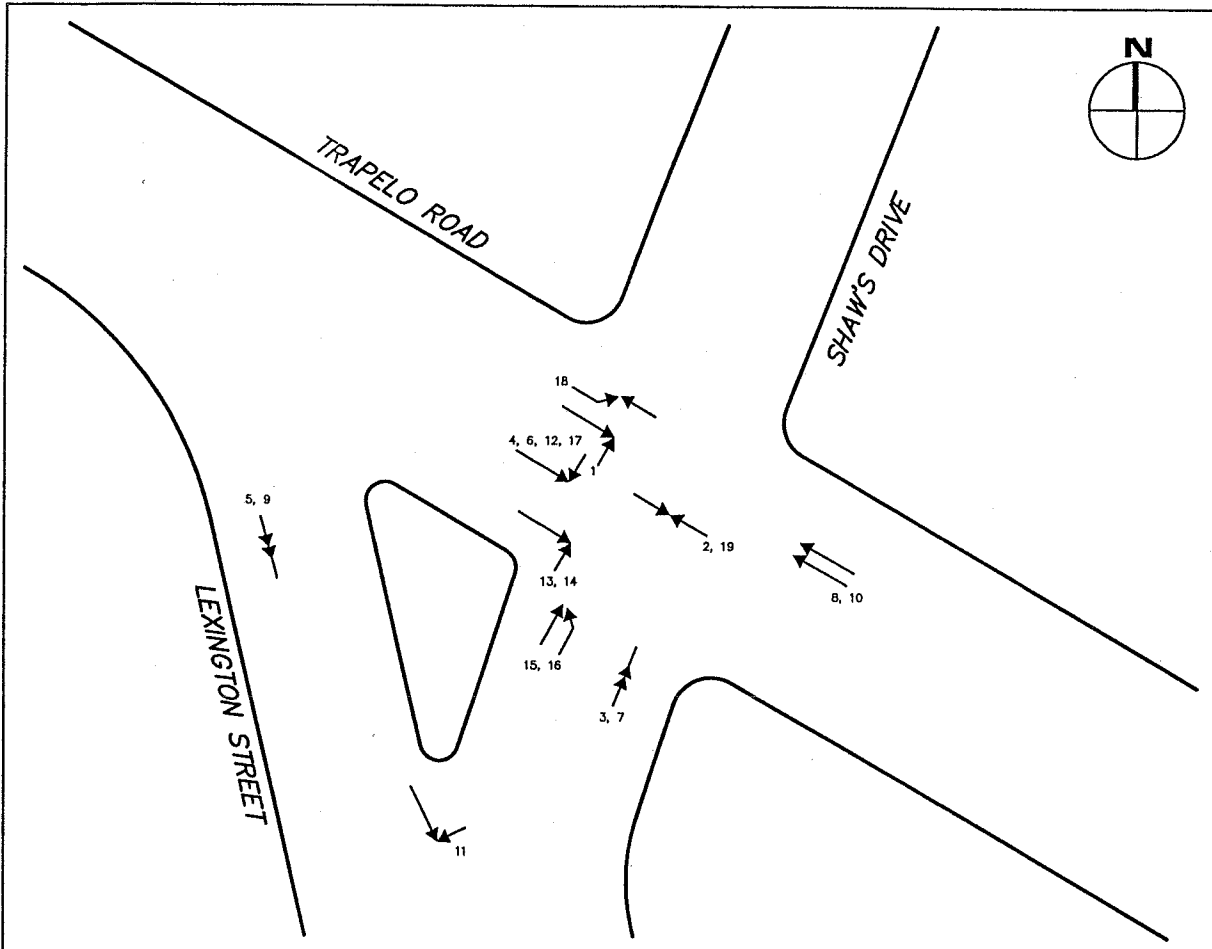 N
TRAPELO ROAD
SHAW'S DRIVE
18
4, 6, 12, 17
1
5, 9
2, 19
13, 14
8, 10
LEXINGTON STREET
15, 16
3, 7
11